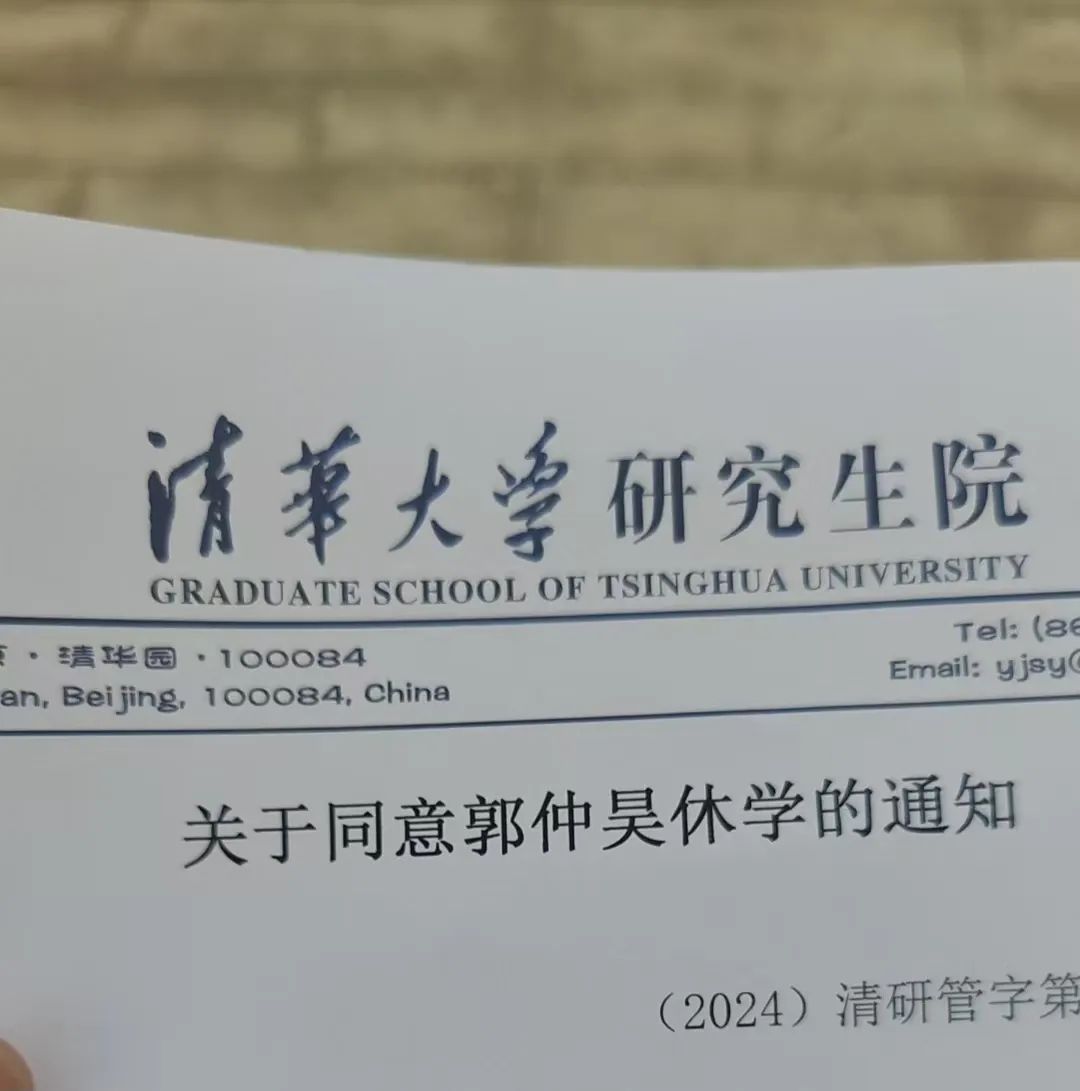 清華大学研究生院
GRADUATE SCHOOL OF TSINGHUA UNIVERSITY
· 清华园 · 100084
Tel: (86
an, Beijing, 100084, China
Email: yjsy@
关于同意郭仲昊休学的通知
（2024）清研管字第